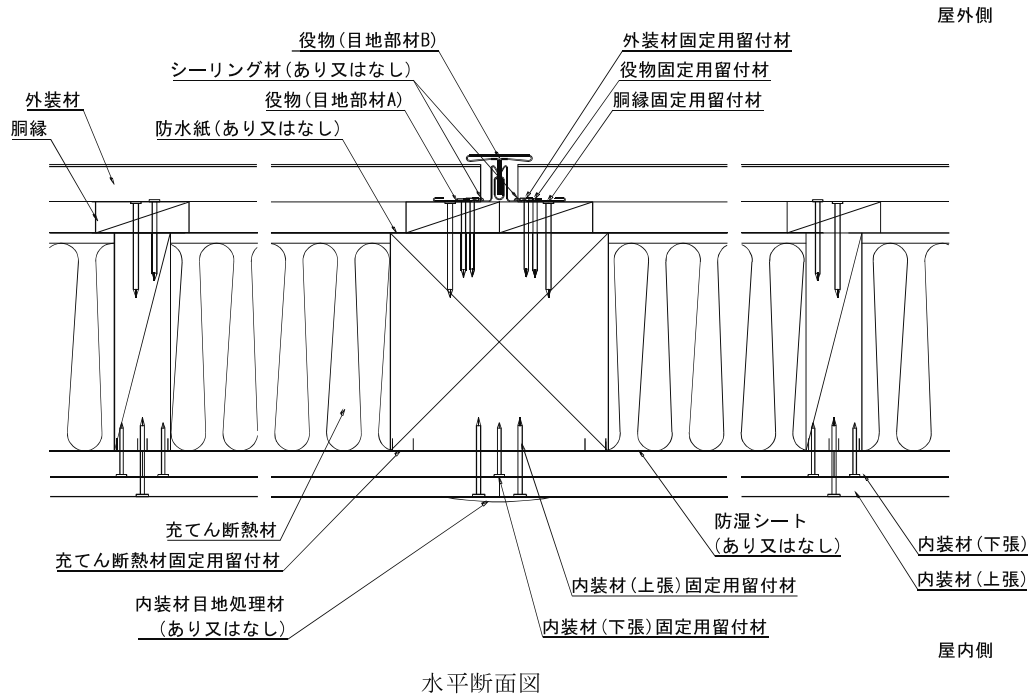 屋外側
役物(目地部材B)
外装材固定用留付材
シーリング材(あり又はなし)
役物固定用留付材
外装材
役物(目地部材A)
胴縁固定用留付材
胴縁
防水紙(あり又はなし)
充てん断熱材
防湿シート
(あり又はなし)
内装材(下張)
充てん断熱材固定用留付材
内装材(上張)
内装材(上張)固定用留付材
内装材目地処理材
(あり又はなし)
内装材(下張)固定用留付材
屋内側
水平断面図